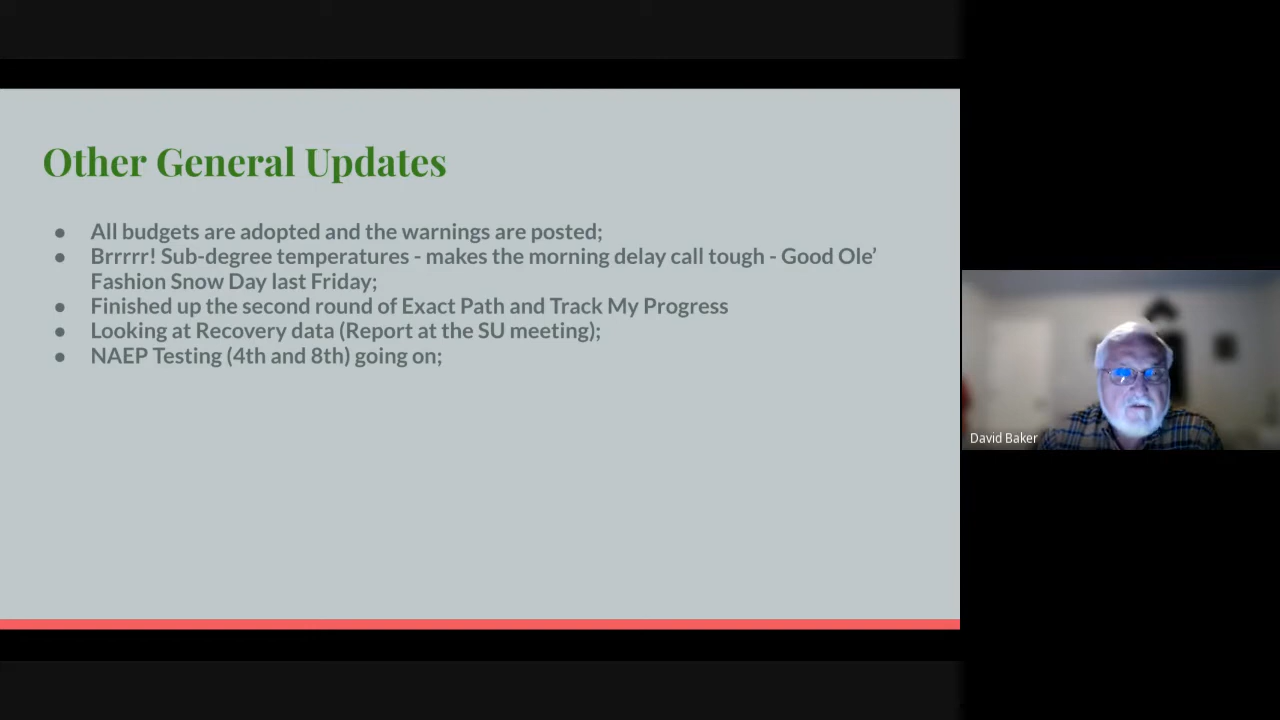 Other General Updates
● All budgets are adopted and the warnings are posted;
● Brrrrr! Sub-degree temperatures - makes the morning delay call tough - Good Ole’
Fashion Snow Day last Friday;
● Finished up the second round of Exact Path and Track My Progress
● Looking at Recovery data (Report at the SU meeting);
● NAEP Testing (4th and 8th) going on;
David Baker